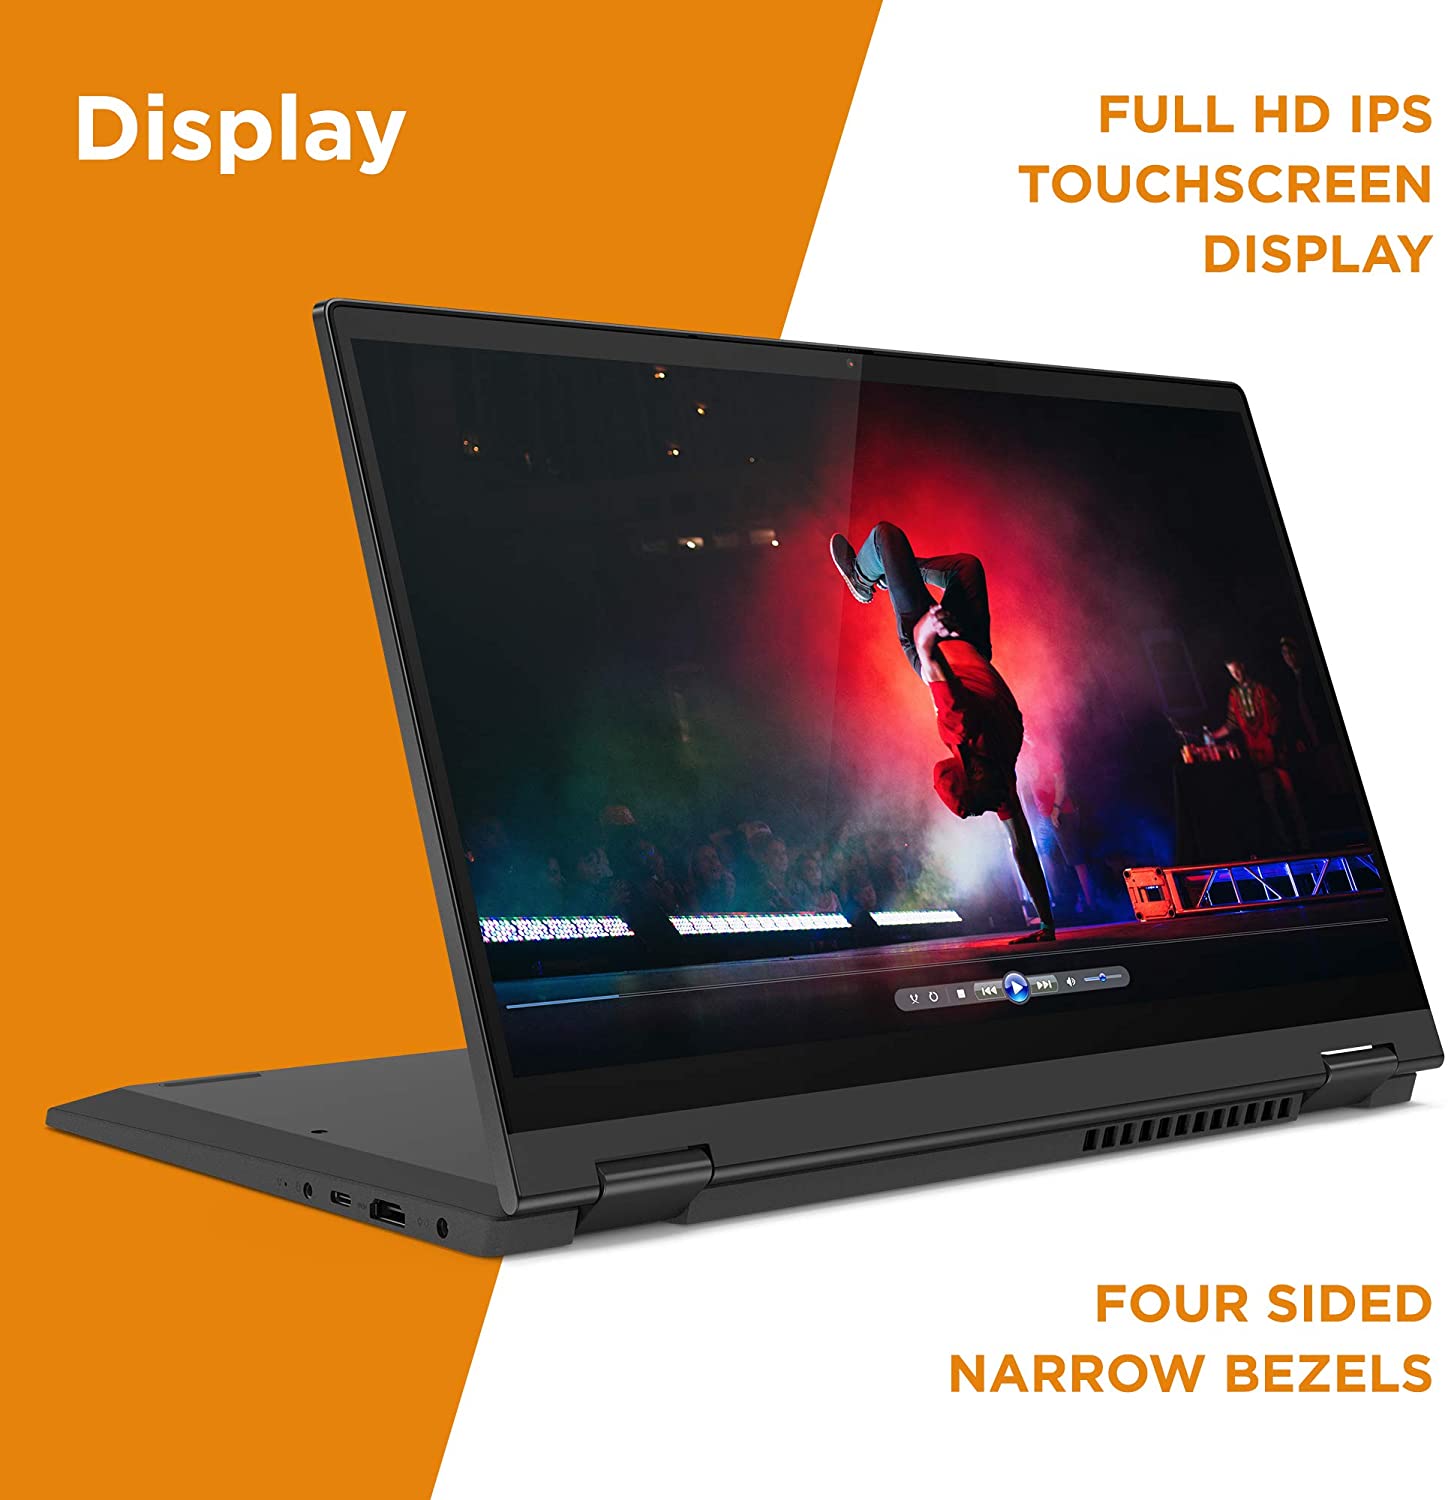 Display
FULL HD IPS
TOUCHSCREEN
DISPLAY
FOUR SIDED
NARROW BEZELS